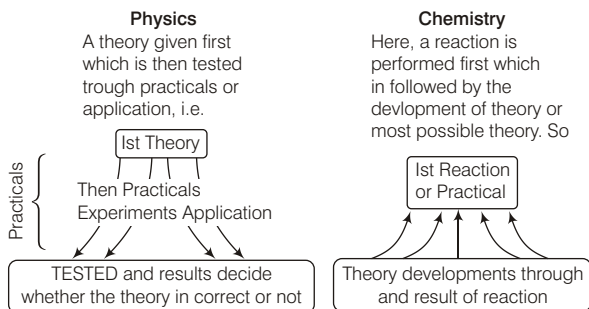 Physics
A theory given first
which is then tested
trough practicals or
application, i.e.
Ist Theory
Practicals
Then Practicals
Experiments Application
TESTED and results decide
whether the theory in correct or not
Chemistry
Here, a reaction is
performed first which
in followed by the
devlopment of theory or
most possible theory. So
Ist Reaction
or Practical
Theory developments through
and result of reaction